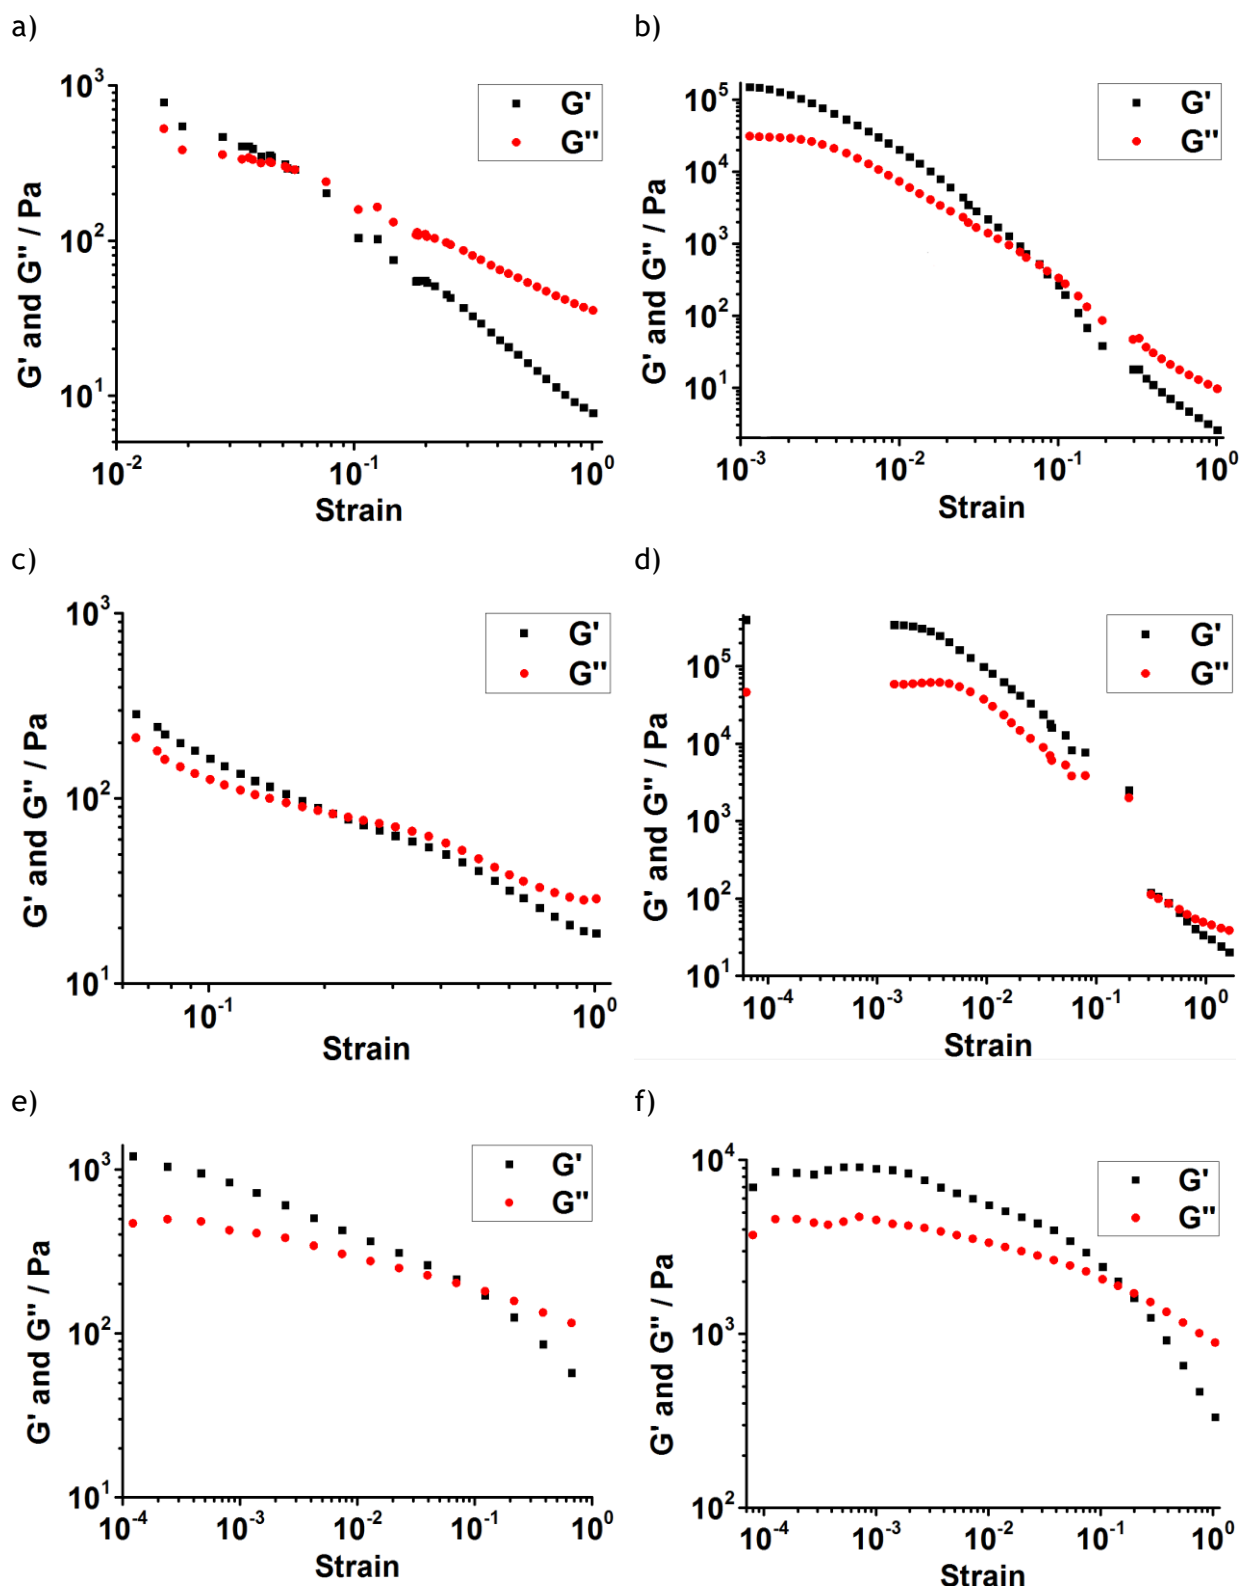 a)
10³
10²
10¹
10⁻²
10⁻¹
10⁰
G' and G'' / Pa
Strain
G'
G''
b)
10⁵
10⁴
10³
10²
10¹
10⁻³
10⁻²
10⁻¹
10⁰
G' and G'' / Pa
Strain
G'
G''
c)
10³
10²
10¹
10⁻¹
10⁰
G' and G'' / Pa
Strain
G'
G''
d)
10⁵
10⁴
10³
10²
10¹
10⁻⁴
10⁻³
10⁻²
10⁻¹
10⁰
G' and G'' / Pa
Strain
G'
G''
e)
10³
10²
10¹
10⁻⁴
10⁻³
10⁻²
10⁻¹
10⁰
G' and G'' / Pa
Strain
G'
G''
f)
10⁴
10³
10²
10⁻⁴
10⁻³
10⁻²
10⁻¹
10⁰
G' and G'' / Pa
Strain
G'
G''